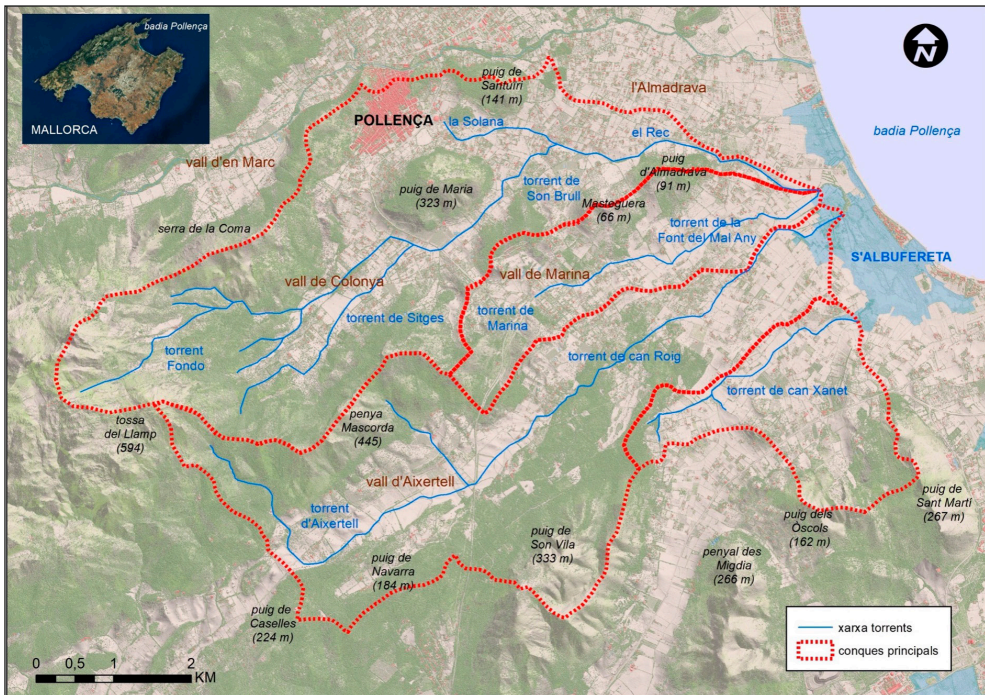 badia Pollença
MALLORCA
N
puig de
Santuïri
(141 m)
l'Almadrava
POLLENÇA
la Solana
el Rec
badia Pollença
vall d'en Marc
puig
d'Almadrava
(91 m)
torrent de
Son Brull
puig de Maria
(323 m)
Masteguera
(66 m)
serra de la Coma
torrent de la
Font del Mal Any
S'ALBUFERETA
vall de Colonya
vall de Marina
torrent de Sitges
torrent de
Marina
torrent
Fondo
torrent de can Roig
torrent de can Xanet
tossa
del Llamp
(594)
penya
Mascorda
(445)
vall d'Aixertell
puig de
Sant Martí
(267 m)
torrent
d'Aixertell
puig dels
Òscols
(162 m)
puig de
Son Vila
(333 m)
penyal des
Migdia
(266 m)
puig de
Navarra
(184 m)
puig de
Caselles
(224 m)
xarxa torrents
conques principals
0 0,5 1 2
KM